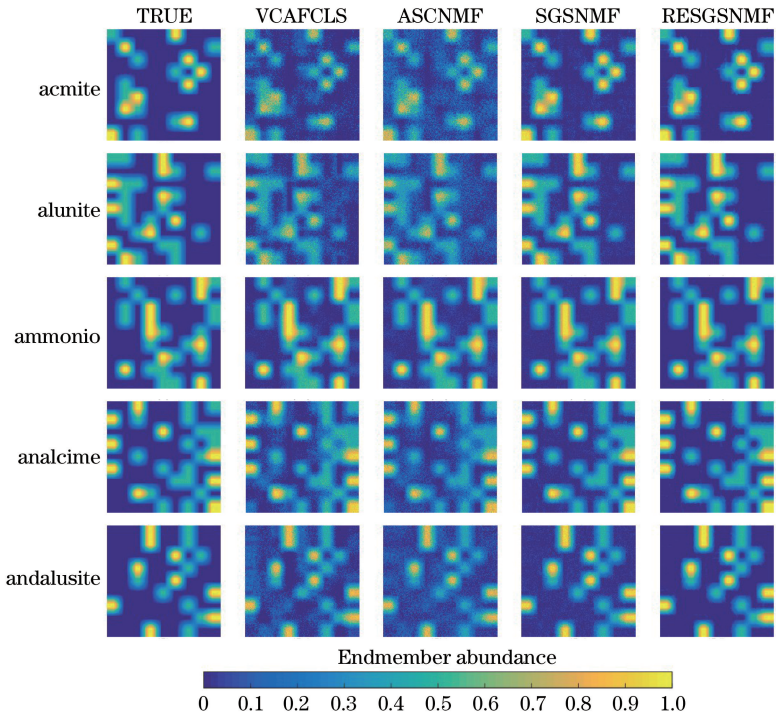 TRUE VCAFCLS ASCNMF SGSNMF RESGSNMF
acmite
alunite
ammonio
analcime
andalusite
Endmember abundance
0 0.1 0.2 0.3 0.4 0.5 0.6 0.7 0.8 0.9 1.0